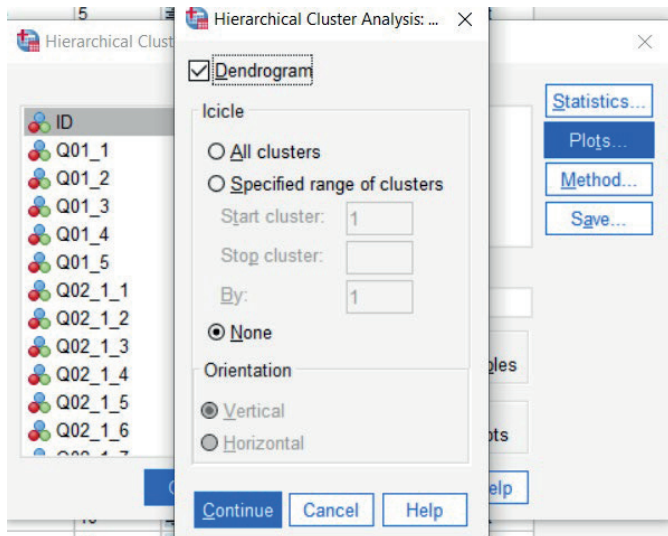 5
Hierarchical Cluster Analysis: ...
Hierarchical Clust
Dendrogram
Icicle
All clusters
Specified range of clusters
Start cluster: 1
Stop cluster:
By: 1
None
Orientation
Vertical
Horizontal
Continue Cancel Help
ID
Q01_1
Q01_2
Q01_3
Q01_4
Q01_5
Q02_1_1
Q02_1_2
Q02_1_3
Q02_1_4
Q02_1_5
Q02_1_6
Statistics...
Plots...
Method...
Save...
bles
ots
elp